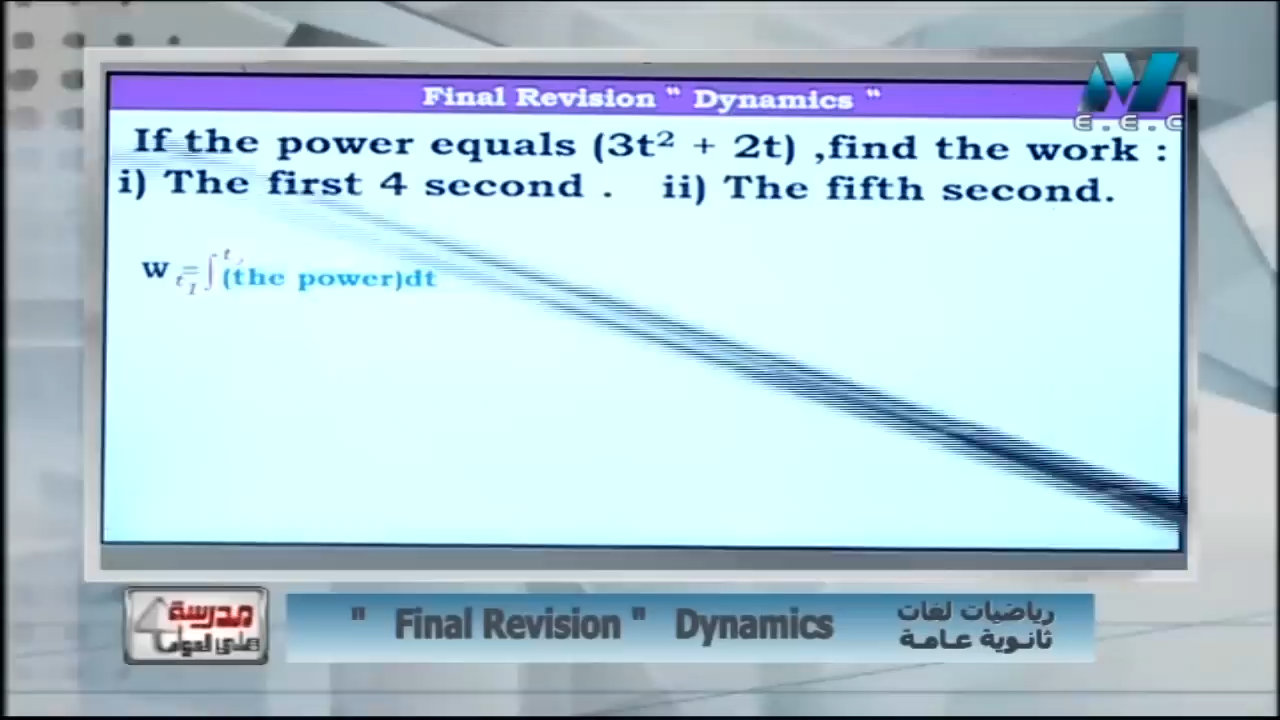 Final Revision " Dynamics "
E.E.C
If the power equals (3t² + 2t) ,find the work :
i) The first 4 second . ii) The fifth second.
W = ∫ (the power)dt
مدرسة
على الهواء
" Final Revision " Dynamics
رياضيات لغات
ثانوية عامة